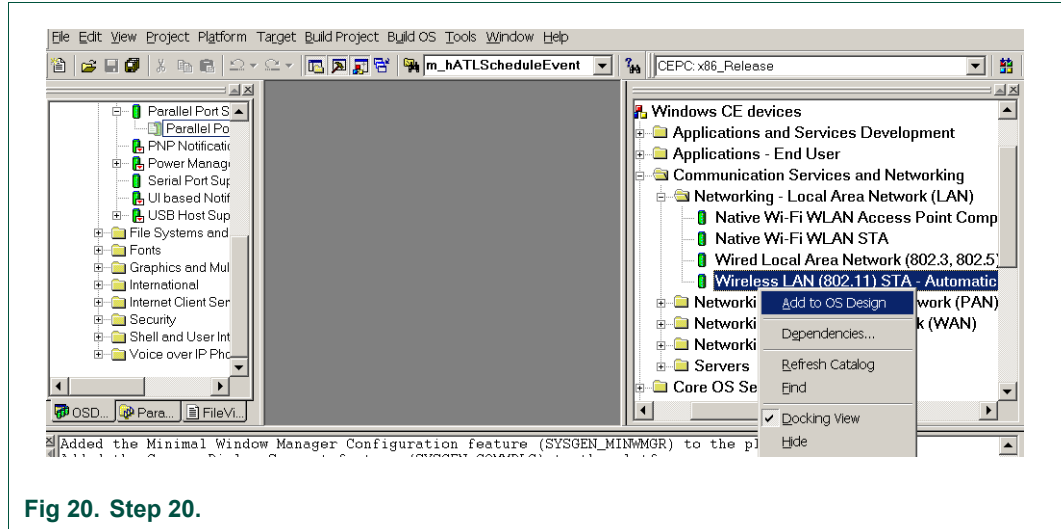 File Edit View Project Platform Target Build Project Build OS Tools Window Help
m_hATLScheduleEvent CEPC: x86_Release
Parallel Port S
Parallel Po
PNP Notificatio
Power Manag
Serial Port Sup
UI based Notif
USB Host Sup
File Systems and
Fonts
Graphics and Mul
International
Internet Client Ser
Security
Shell and User Int
Voice over IP Pho
OSD... Para... FileVi...
Windows CE devices
Applications and Services Development
Applications - End User
Communication Services and Networking
Networking - Local Area Network (LAN)
Native Wi-Fi WLAN Access Point Comp
Native Wi-Fi WLAN STA
Wired Local Area Network (802.3, 802.5)
Wireless LAN (802.11) STA - Automatic
Networki work (PAN)
Networki k (WAN)
Networki
Servers
Core OS Se
Add to OS Design
Dependencies...
Refresh Catalog
Find
Docking View
Hide
Added the Minimal Window Manager Configuration feature (SYSGEN_MINWMGR) to the pl
Fig 20. Step 20.